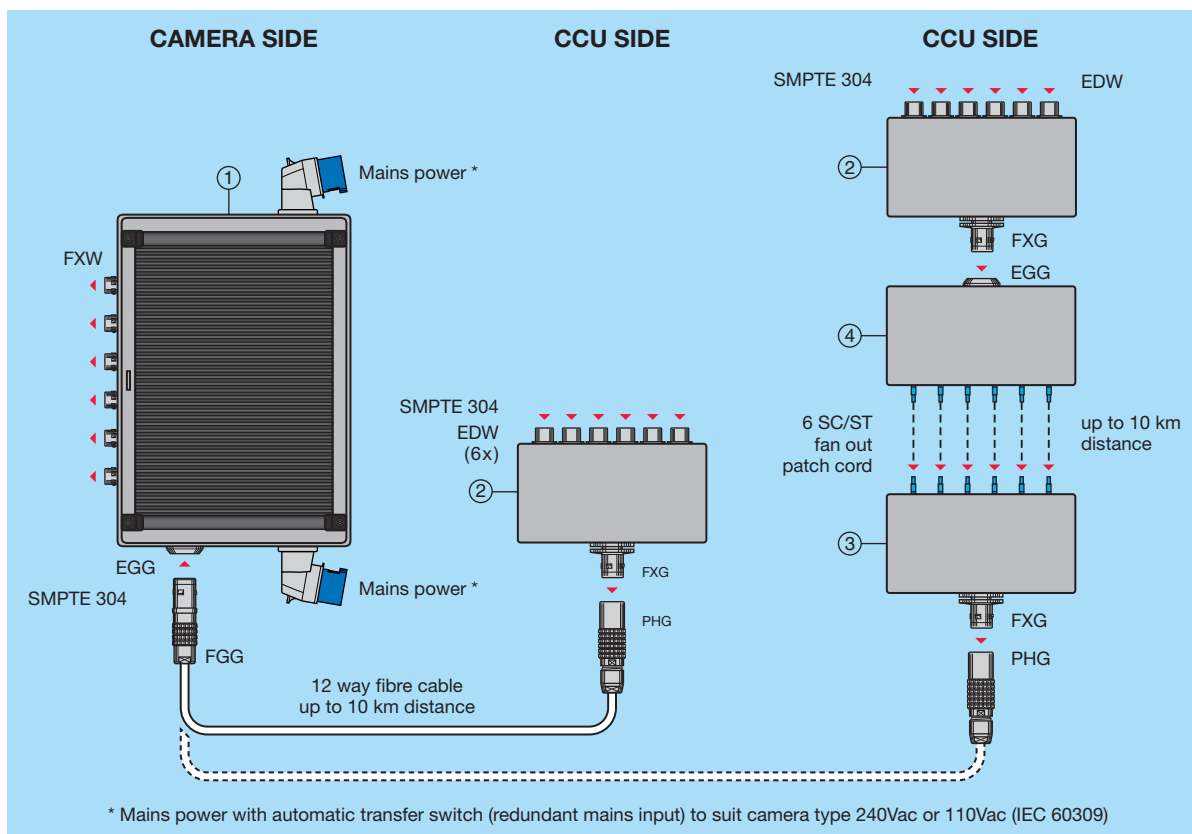 CAMERA SIDE
CCU SIDE
CCU SIDE
SMPTE 304
EDW
2
FXG
EGG
4
6 SC/ST
fan out
patch cord
up to 10 km
distance
3
FXG
PHG
1
Mains power *
FXW
EGG
SMPTE 304
FGG
Mains power *
SMPTE 304
EDW
(6x)
2
FXG
PHG
12 way fibre cable
up to 10 km distance
* Mains power with automatic transfer switch (redundant mains input) to suit camera type 240Vac or 110Vac (IEC 60309)